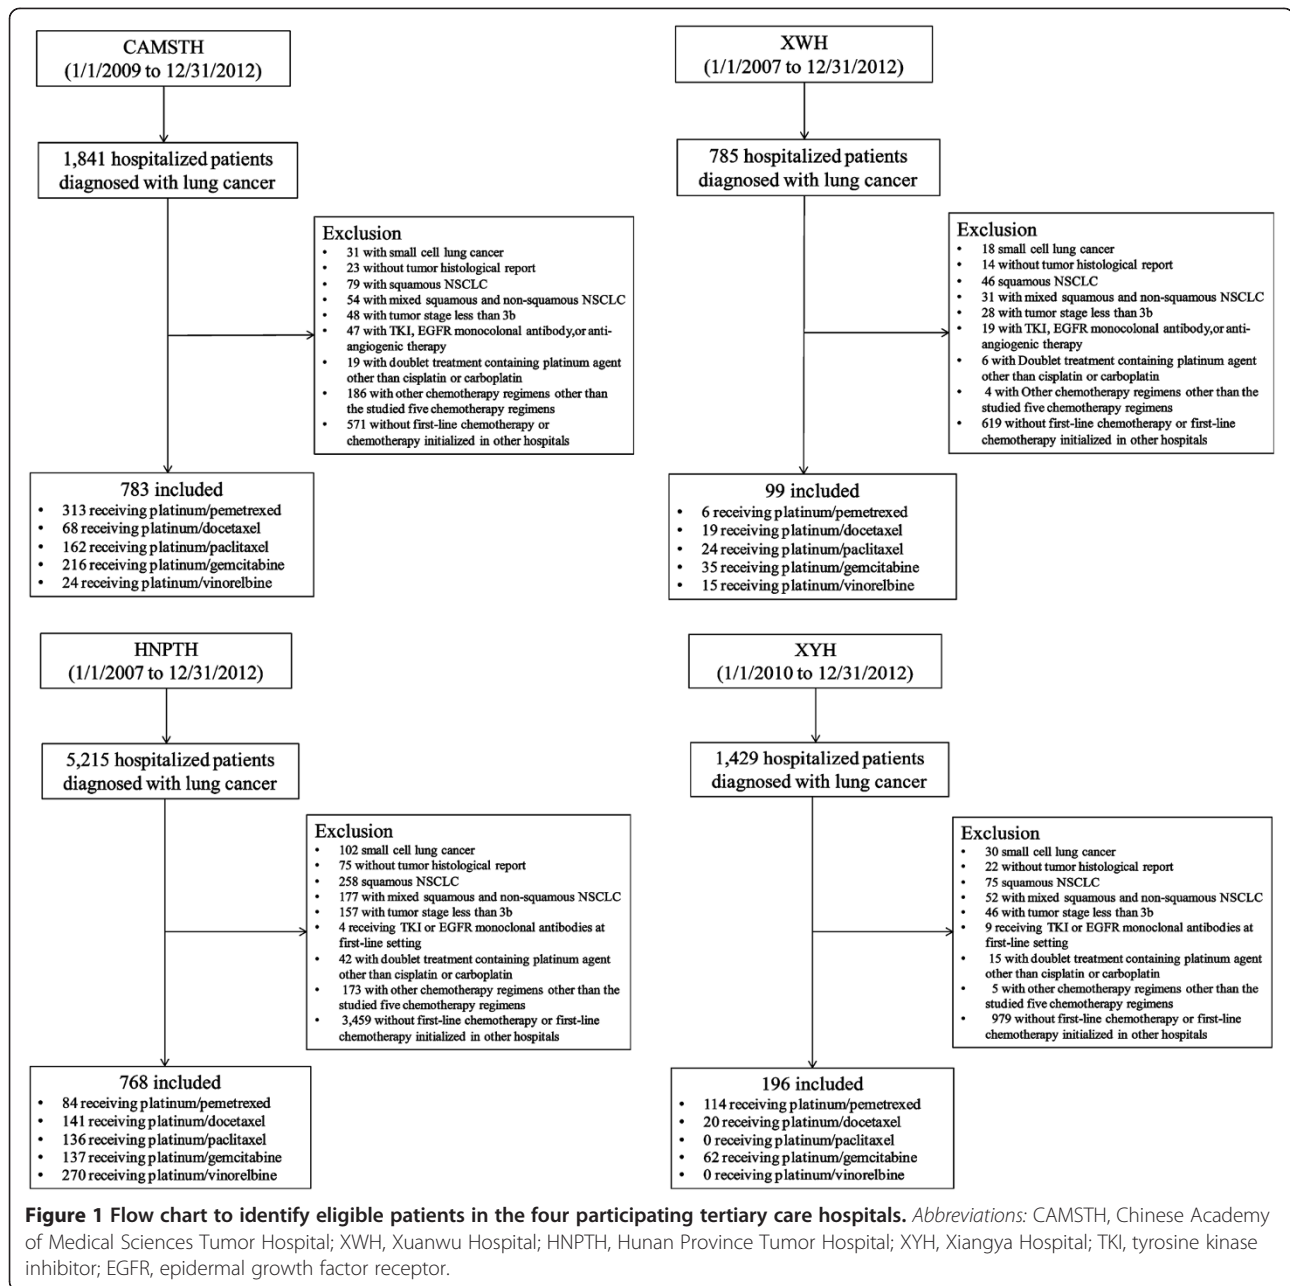 CAMSTH
(1/1/2009 to 12/31/2012)
1,841 hospitalized patients
diagnosed with lung cancer
Exclusion
• 31 with small cell lung cancer
• 23 without tumor histological report
• 79 with squamous NSCLC
• 54 with mixed squamous and non-squamous NSCLC
• 48 with tumor stage less than 3b
• 47 with TKI, EGFR monocolonal antibody,or anti-
angiogenic therapy
• 19 with doublet treatment containing platinum agent
other than cisplatin or carboplatin
• 186 with other chemotherapy regimens other than
the studied five chemotherapy regimens
• 571 without first-line chemotherapy or
chemotherapy initialized in other hospitals
783 included
• 313 receiving platinum/pemetrexed
• 68 receiving platinum/docetaxel
• 162 receiving platinum/paclitaxel
• 216 receiving platinum/gemcitabine
• 24 receiving platinum/vinorelbine
XWH
(1/1/2007 to 12/31/2012)
785 hospitalized patients
diagnosed with lung cancer
Exclusion
• 18 small cell lung cancer
• 14 without tumor histological report
• 46 squamous NSCLC
• 31 with mixed squamous and non-squamous NSCLC
• 28 with tumor stage less than 3b
• 19 with TKI, EGFR monocolonal antibody,or anti-
angiogenic therapy
• 6 with Doublet treatment containing platinum agent
other than cisplatin or carboplatin
• 4 with Other chemotherapy regimens other than the
studied five chemotherapy regimens
• 619 without first-line chemotherapy or first-line
chemotherapy initialized in other hospitals
99 included
• 6 receiving platinum/pemetrexed
• 19 receiving platinum/docetaxel
• 24 receiving platinum/paclitaxel
• 35 receiving platinum/gemcitabine
• 15 receiving platinum/vinorelbine
HNPTH
(1/1/2007 to 12/31/2012)
5,215 hospitalized patients
diagnosed with lung cancer
Exclusion
• 102 small cell lung cancer
• 75 without tumor histological report
• 258 squamous NSCLC
• 177 with mixed squamous and non-squamous NSCLC
• 157 with tumor stage less than 3b
• 4 receiving TKI or EGFR monoclonal antibodies at
first-line setting
• 42 with doublet treatment containing platinum agent
other than cisplatin or carboplatin
• 173 with other chemotherapy regimens other than the
studied five chemotherapy regimens
• 3,459 without first-line chemotherapy or first-line
chemotherapy initialized in other hospitals
768 included
• 84 receiving platinum/pemetrexed
• 141 receiving platinum/docetaxel
• 136 receiving platinum/paclitaxel
• 137 receiving platinum/gemcitabine
• 270 receiving platinum/vinorelbine
XYH
(1/1/2010 to 12/31/2012)
1,429 hospitalized patients
diagnosed with lung cancer
Exclusion
• 30 small cell lung cancer
• 22 without tumor histological report
• 75 squamous NSCLC
• 52 with mixed squamous and non-squamous NSCLC
• 46 with tumor stage less than 3b
• 9 receiving TKI or EGFR monoclonal antibodies at
first-line setting
• 15 with doublet treatment containing platinum agent
other than cisplatin or carboplatin
• 5 with other chemotherapy regimens other than the
studied five chemotherapy regimens
• 979 without first-line chemotherapy or first-line
chemotherapy initialized in other hospitals
196 included
• 114 receiving platinum/pemetrexed
• 20 receiving platinum/docetaxel
• 0 receiving platinum/paclitaxel
• 62 receiving platinum/gemcitabine
• 0 receiving platinum/vinorelbine
Figure 1 Flow chart to identify eligible patients in the four participating tertiary care hospitals. Abbreviations: CAMSTH, Chinese Academy
of Medical Sciences Tumor Hospital; XWH, Xuanwu Hospital; HNPTH, Hunan Province Tumor Hospital; XYH, Xiangya Hospital; TKI, tyrosine kinase
inhibitor; EGFR, epidermal growth factor receptor.